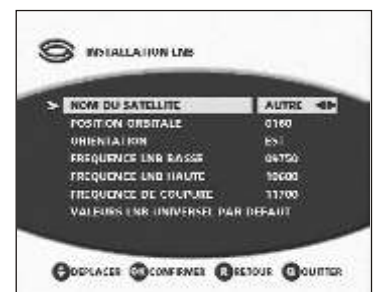 INSTALLATION LNB
NOM DU SATELLITE AUTRE
POSITION ORBITALE 0160
ORIENTATION EST
FREQUENCE LNB BASSE 09750
FREQUENCE LNB HAUTE 10600
FREQUENCE DE COUPURE 11700
VALEURS LNB UNIVERSEL PAR DEFAUT
DEPLACER OK CONFIRMER R RETOUR Q QUITTER